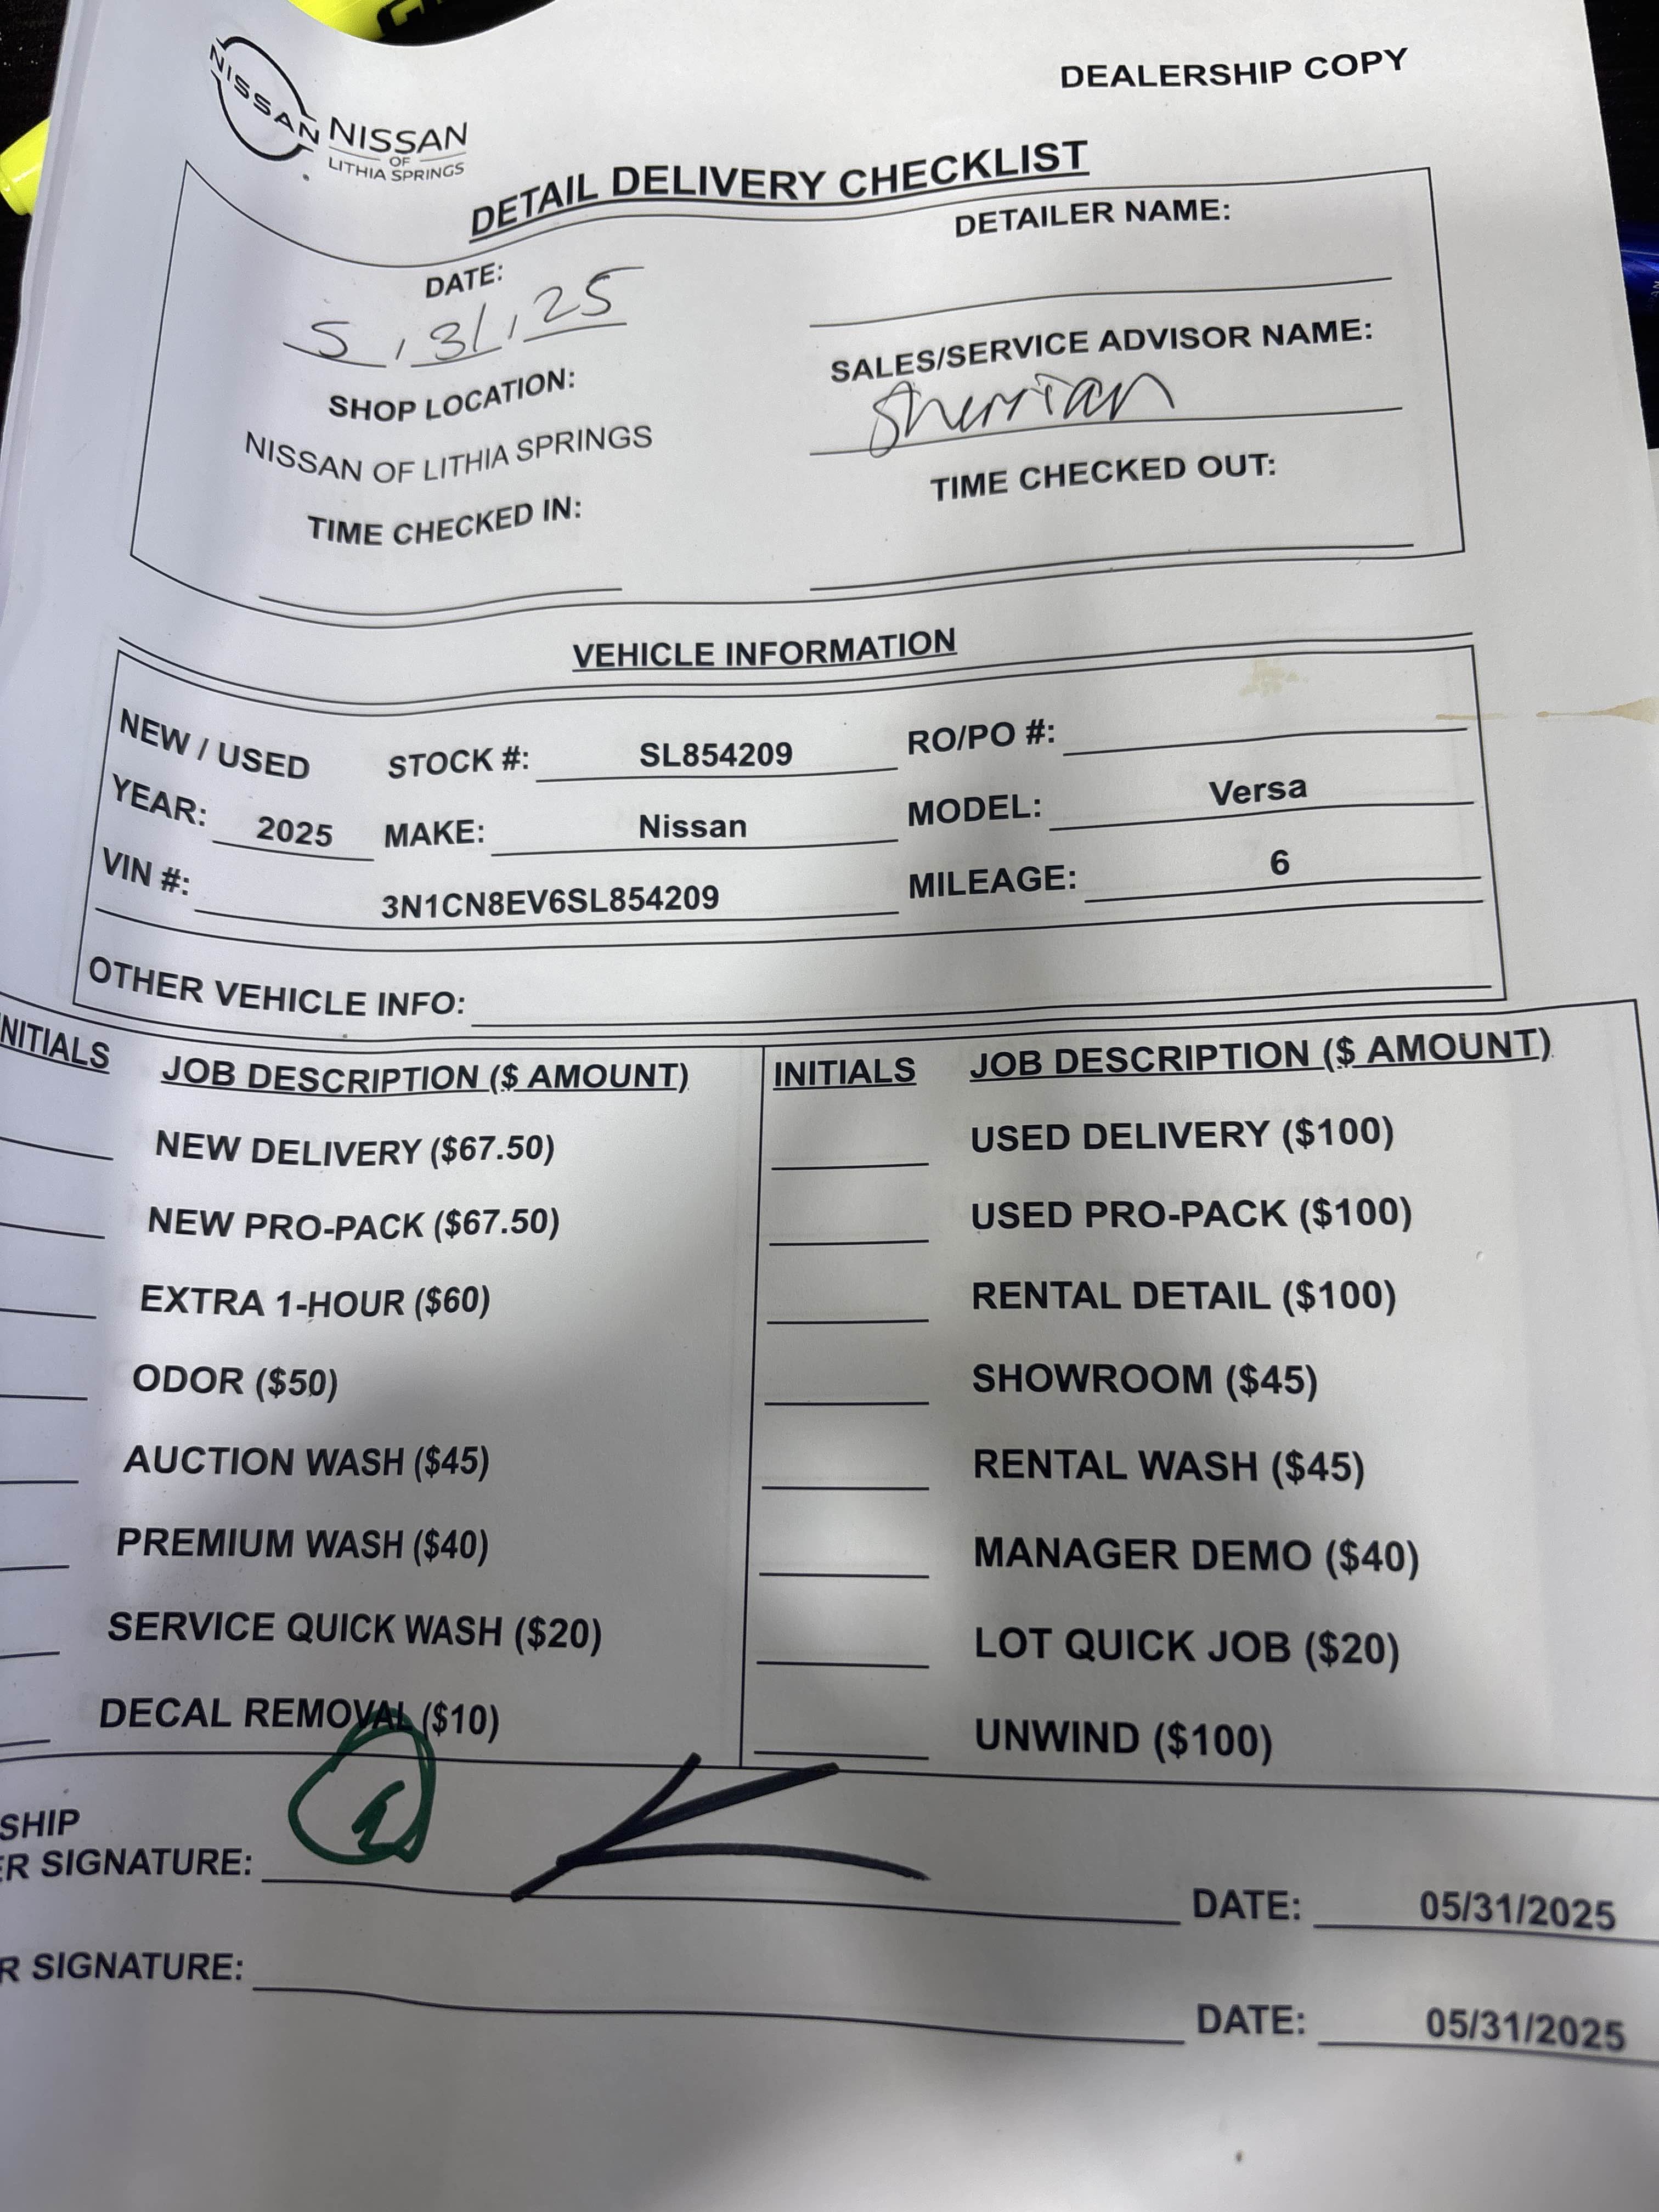 DEALERSHIP COPY
NISSAN
NISSAN
OF
LITHIA SPRINGS
DETAIL DELIVERY CHECKLIST
DATE:
5/31/25
DETAILER NAME:
SALES/SERVICE ADVISOR NAME:
Sherrian
SHOP LOCATION:
NISSAN OF LITHIA SPRINGS
TIME CHECKED IN:
TIME CHECKED OUT:
VEHICLE INFORMATION
NEW / USED STOCK #: SL854209 RO/PO #:
YEAR: 2025 MAKE: Nissan MODEL: Versa
VIN #: 3N1CN8EV6SL854209 MILEAGE: 6
OTHER VEHICLE INFO:
NITIALS JOB DESCRIPTION ($ AMOUNT) INITIALS JOB DESCRIPTION ($ AMOUNT)
NEW DELIVERY ($67.50) USED DELIVERY ($100)
NEW PRO-PACK ($67.50) USED PRO-PACK ($100)
EXTRA 1-HOUR ($60) RENTAL DETAIL ($100)
ODOR ($50) SHOWROOM ($45)
AUCTION WASH ($45) RENTAL WASH ($45)
PREMIUM WASH ($40) MANAGER DEMO ($40)
SERVICE QUICK WASH ($20) LOT QUICK JOB ($20)
DECAL REMOVAL ($10) UNWIND ($100)
SHIP
ER SIGNATURE: DATE: 05/31/2025
R SIGNATURE: DATE: 05/31/2025